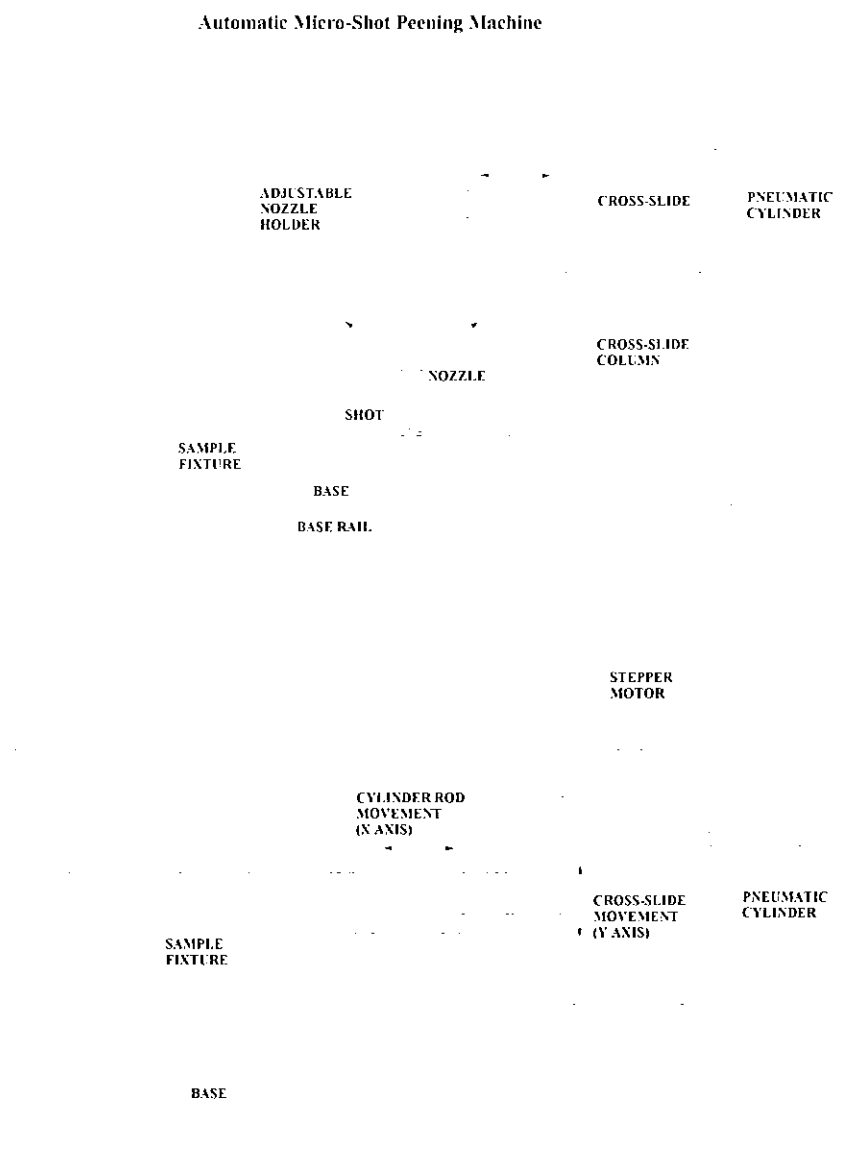 Automatic Micro-Shot Peening Machine
ADJUSTABLE
NOZZLE
HOLDER
CROSS-SLIDE
PNEUMATIC
CYLINDER
CROSS-SLIDE
COLUMN
NOZZLE
SHOT
SAMPLE
FIXTURE
BASE
BASE RAIL
STEPPER
MOTOR
CYLINDER ROD
MOVEMENT
(X AXIS)
CROSS-SLIDE
MOVEMENT
(Y AXIS)
PNEUMATIC
CYLINDER
SAMPLE
FIXTURE
BASE